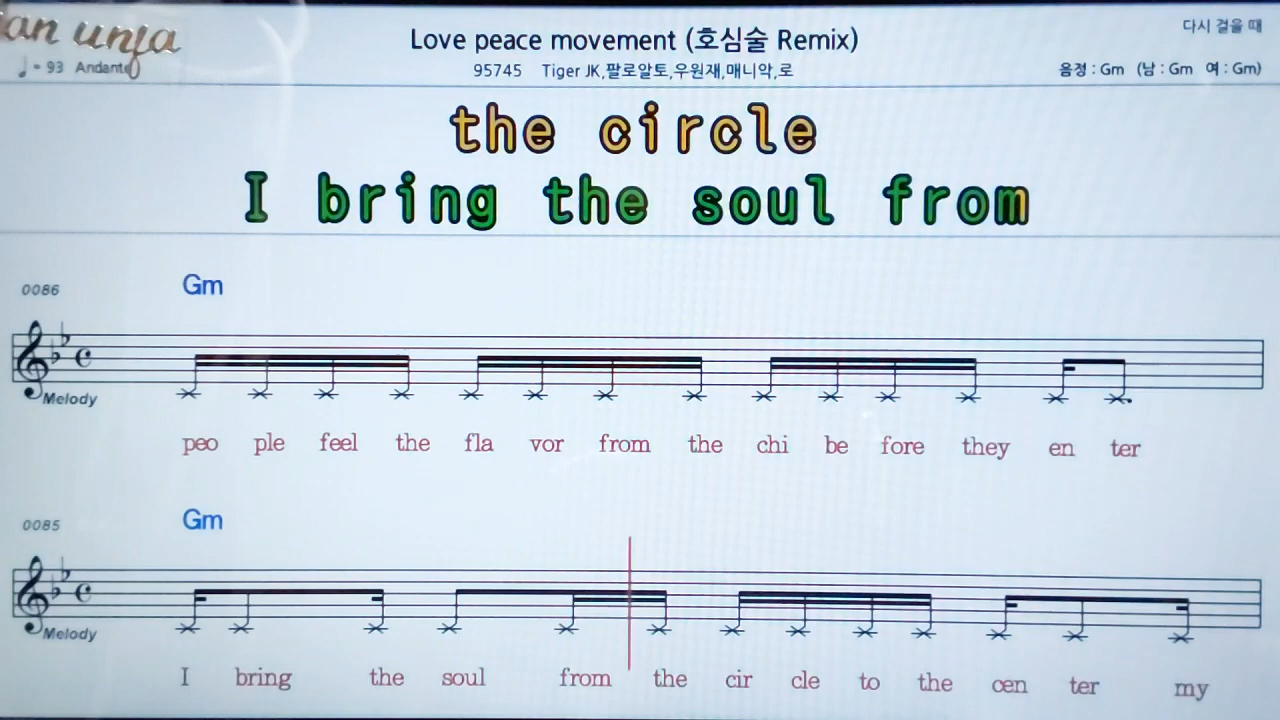 an unja
Love peace movement (호심술 Remix)
다시 걸을 때
♩= 93 Andante
95745 Tiger JK,팔로알토,우원재,매니악,로
음정 : Gm (남 : Gm 여 : Gm)
the circle
I bring the soul from
0086 Gm
Melody
peo ple feel the fla vor from the chi be fore they en ter
0085 Gm
Melody
I bring the soul from the cir cle to the cen ter my